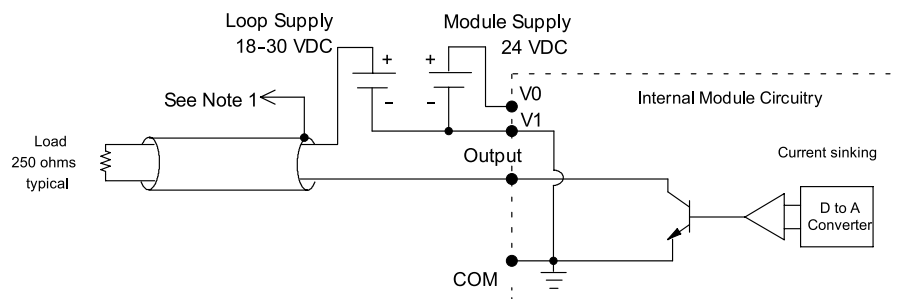 Loop Supply
18-30 VDC
Module Supply
24 VDC
+
-
+
-
See Note 1
V0
V1
Internal Module Circuitry
Load
250 ohms
typical
Output
Current sinking
D to A
Converter
COM